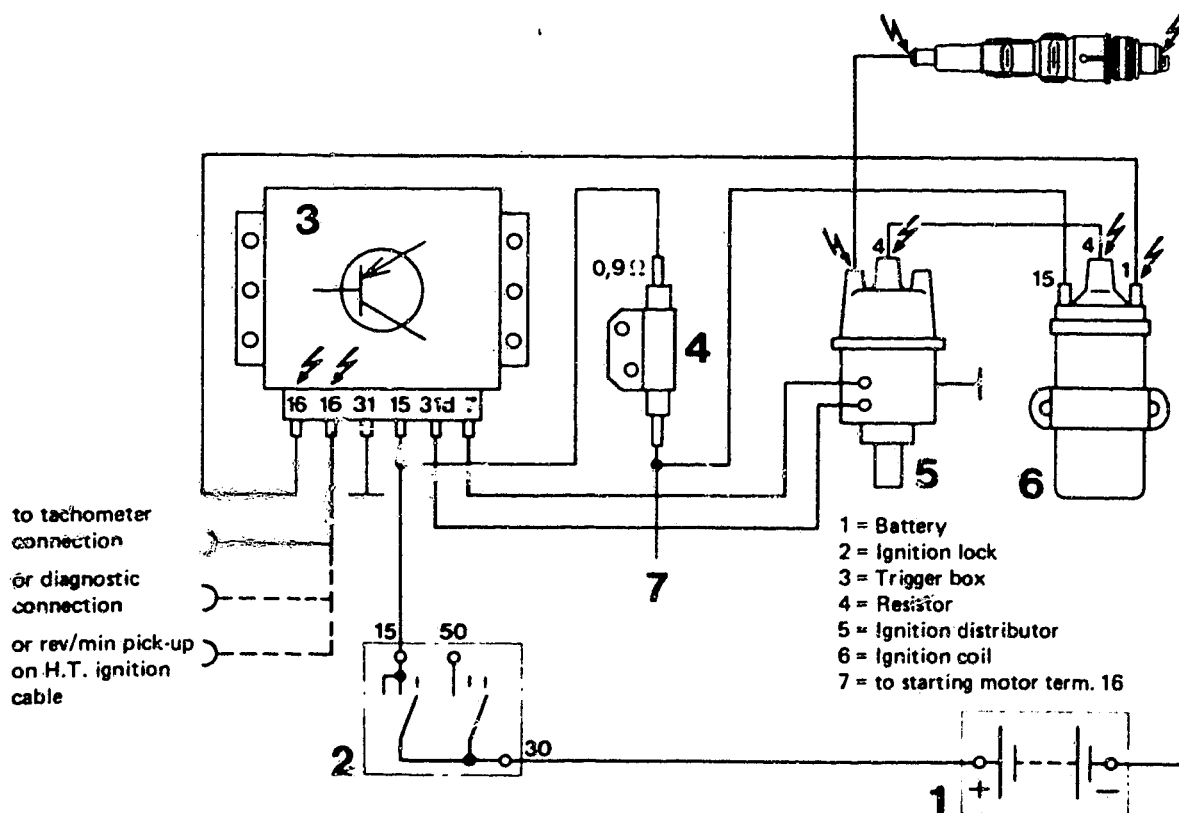 3
0,9 Ω
4
4
4
15
1
16 16 31 15 31d 7
5
6
to tachometer
connection
or diagnostic
connection
or rev/min pick-up
on H.T. ignition
cable
7
1 = Battery
2 = Ignition lock
3 = Trigger box
4 = Resistor
5 = Ignition distributor
6 = Ignition coil
7 = to starting motor term. 16
15 50
2
30
1
+ −